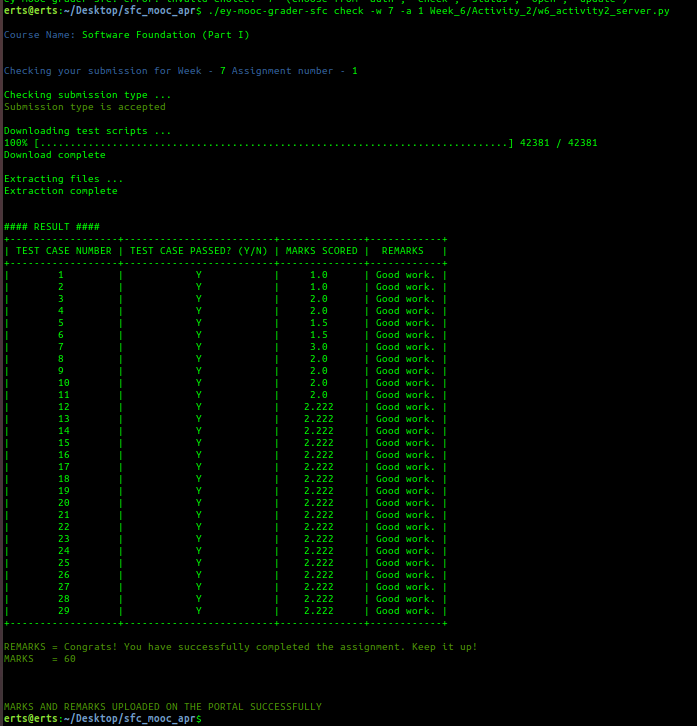 erts@erts:~/Desktop/sfc_mooc_apr$ ./ey-mooc-grader-sfc check -w 7 -a 1 Week_6/Activity_2/w6_activity2_server.py
Course Name: Software Foundation (Part I)
Checking your submission for Week - 7 Assignment number - 1
Checking submission type ...
Submission type is accepted
Downloading test scripts ...
100% [..............................................................................] 42381 / 42381
Download complete
Extracting files ...
Extraction complete
#### RESULT ####
+------------------+-------------------------+--------------+------------+
| TEST CASE NUMBER | TEST CASE PASSED? (Y/N) | MARKS SCORED |  REMARKS   |
+------------------+-------------------------+--------------+------------+
|        1         |            Y            |     1.0      | Good work. |
|        2         |            Y            |     1.0      | Good work. |
|        3         |            Y            |     2.0      | Good work. |
|        4         |            Y            |     2.0      | Good work. |
|        5         |            Y            |     1.5      | Good work. |
|        6         |            Y            |     1.5      | Good work. |
|        7         |            Y            |     3.0      | Good work. |
|        8         |            Y            |     2.0      | Good work. |
|        9         |            Y            |     2.0      | Good work. |
|        10        |            Y            |     2.0      | Good work. |
|        11        |            Y            |     2.0      | Good work. |
|        12        |            Y            |    2.222     | Good work. |
|        13        |            Y            |    2.222     | Good work. |
|        14        |            Y            |    2.222     | Good work. |
|        15        |            Y            |    2.222     | Good work. |
|        16        |            Y            |    2.222     | Good work. |
|        17        |            Y            |    2.222     | Good work. |
|        18        |            Y            |    2.222     | Good work. |
|        19        |            Y            |    2.222     | Good work. |
|        20        |            Y            |    2.222     | Good work. |
|        21        |            Y            |    2.222     | Good work. |
|        22        |            Y            |    2.222     | Good work. |
|        23        |            Y            |    2.222     | Good work. |
|        24        |            Y            |    2.222     | Good work. |
|        25        |            Y            |    2.222     | Good work. |
|        26        |            Y            |    2.222     | Good work. |
|        27        |            Y            |    2.222     | Good work. |
|        28        |            Y            |    2.222     | Good work. |
|        29        |            Y            |    2.222     | Good work. |
+------------------+-------------------------+--------------+------------+
REMARKS = Congrats! You have successfully completed the assignment. Keep it up!
MARKS   = 60
MARKS AND REMARKS UPLOADED ON THE PORTAL SUCCESSFULLY
erts@erts:~/Desktop/sfc_mooc_apr$